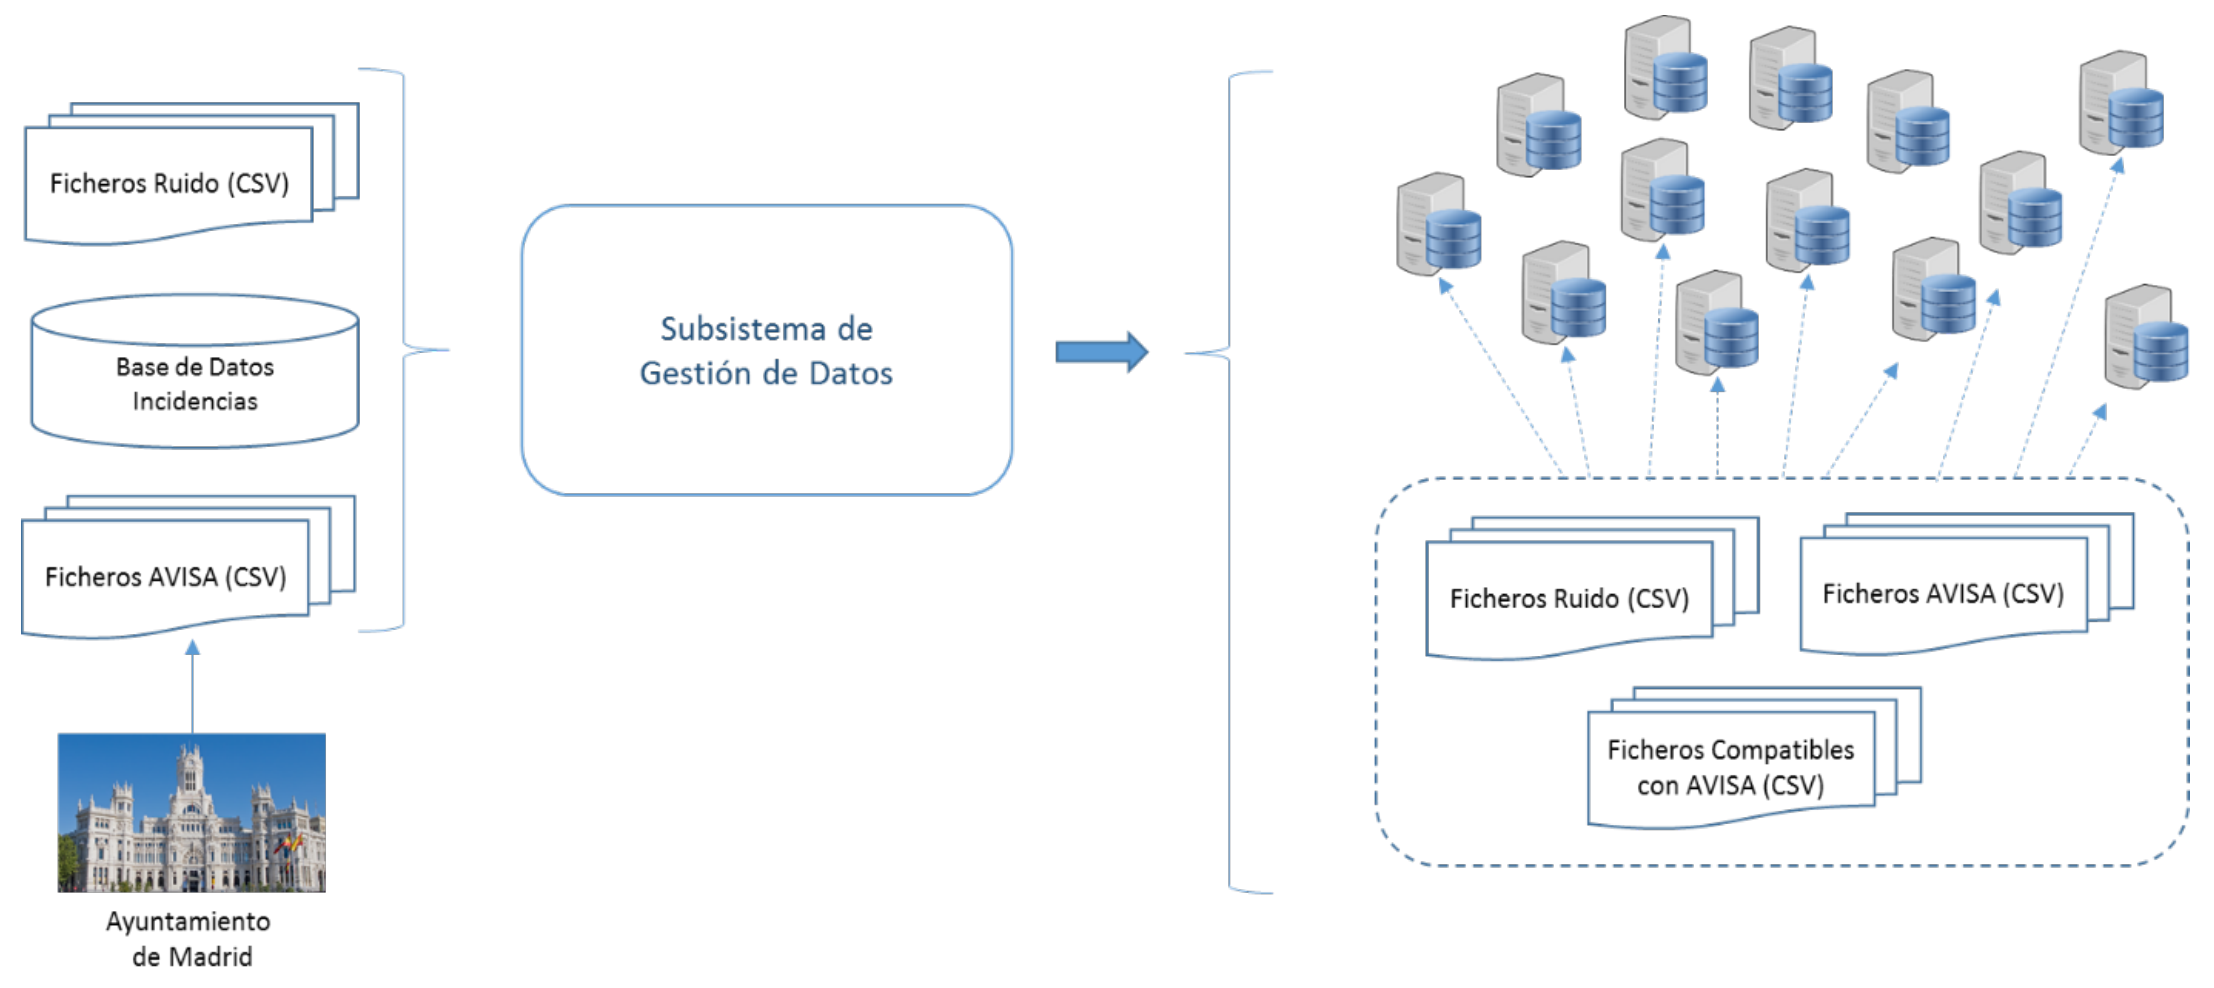 Ficheros Ruido (CSV)
Base de Datos
Incidencias
Ficheros AVISA (CSV)
Ayuntamiento
de Madrid
Subsistema de
Gestión de Datos
Ficheros Ruido (CSV)
Ficheros AVISA (CSV)
Ficheros Compatibles
con AVISA (CSV)